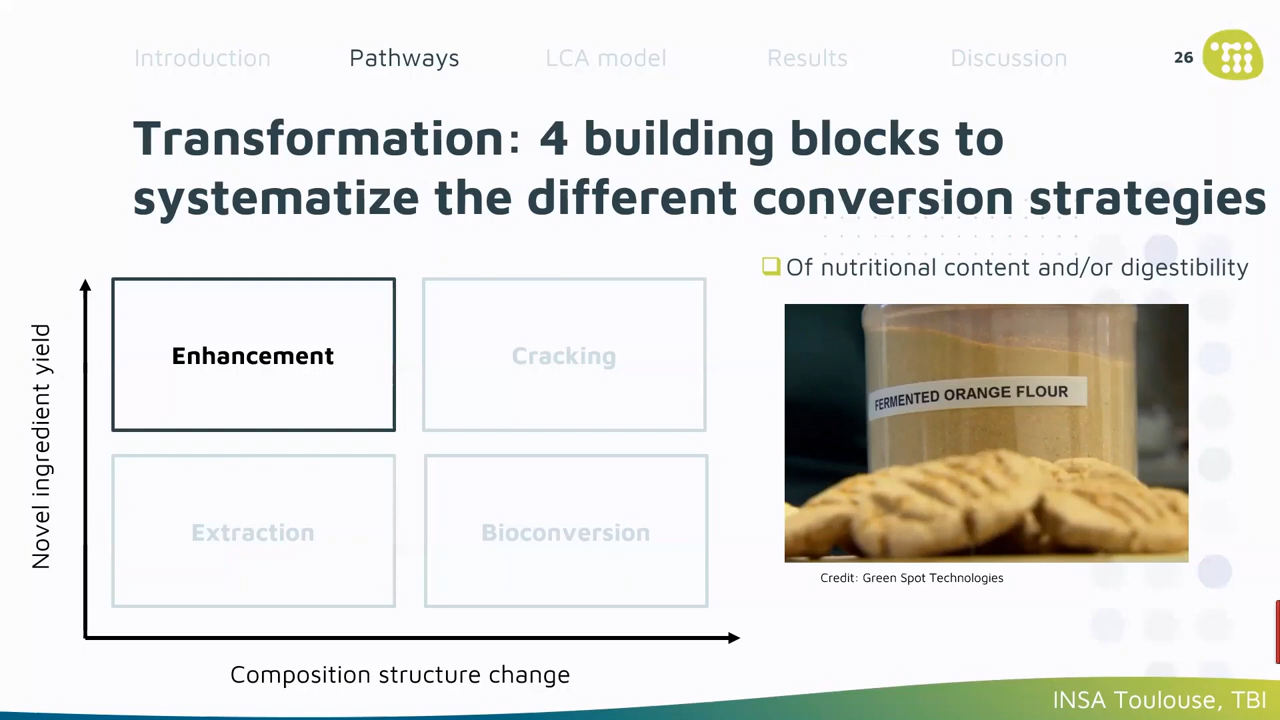 Introduction
Pathways
LCA model
Results
Discussion
26
Transformation: 4 building blocks to
systematize the different conversion strategies
Novel ingredient yield
Enhancement
Cracking
Extraction
Bioconversion
Composition structure change
Of nutritional content and/or digestibility
FERMENTED ORANGE FLOUR
Credit: Green Spot Technologies
INSA Toulouse, TBI